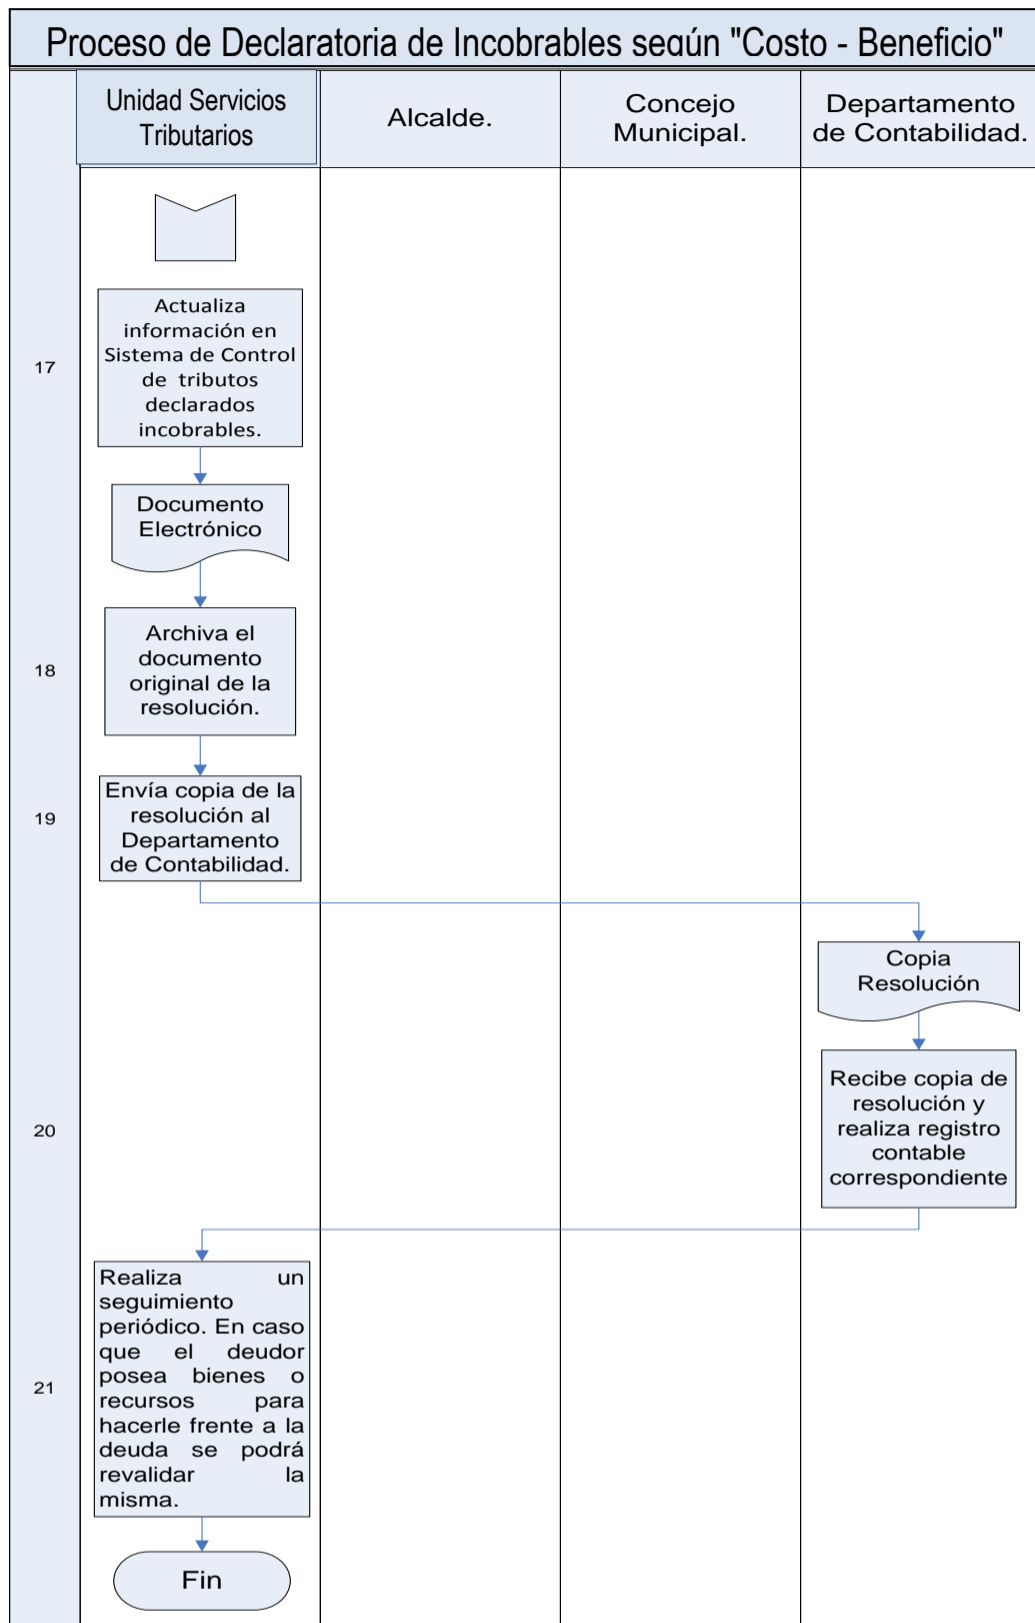 Proceso de Declaratoria de Incobrables según "Costo - Beneficio"
Unidad Servicios
Tributarios
Alcalde.
Concejo
Municipal.
Departamento
de Contabilidad.
17
Actualiza
información en
Sistema de Control
de tributos
declarados
incobrables.
Documento
Electrónico
18
Archiva el
documento
original de la
resolución.
19
Envía copia de la
resolución al
Departamento
de Contabilidad.
Copia
Resolución
20
Recibe copia de
resolución y
realiza registro
contable
correspondiente
21
Realiza un
seguimiento
periódico. En caso
que el deudor
posea bienes o
recursos para
hacerle frente a la
deuda se podrá
revalidar la
misma.
Fin